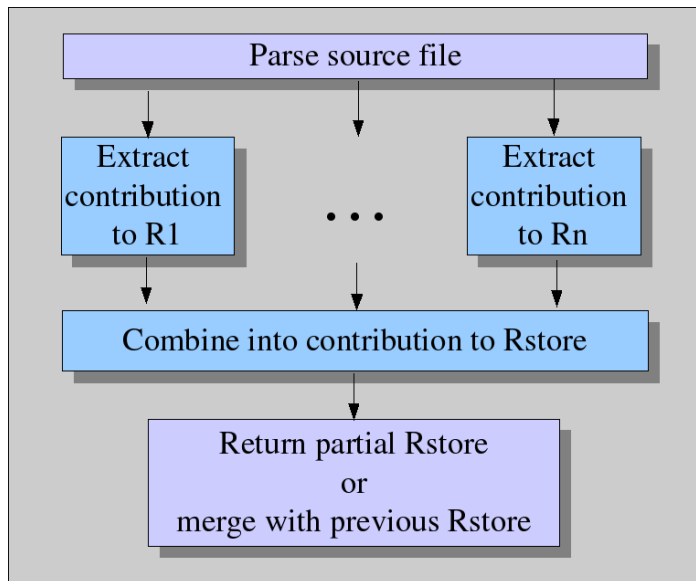 Parse source file
Extract
contribution
to R1
...
Extract
contribution
to Rn
Combine into contribution to Rstore
Return partial Rstore
or
merge with previous Rstore